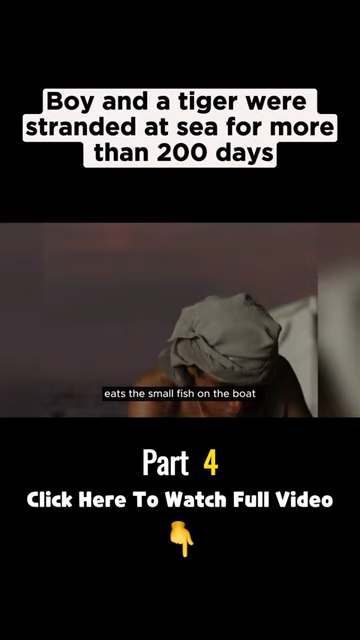 Boy and a tiger were
stranded at sea for more
than 200 days
eats the small fish on the boat
Part 4
Click Here To Watch Full Video